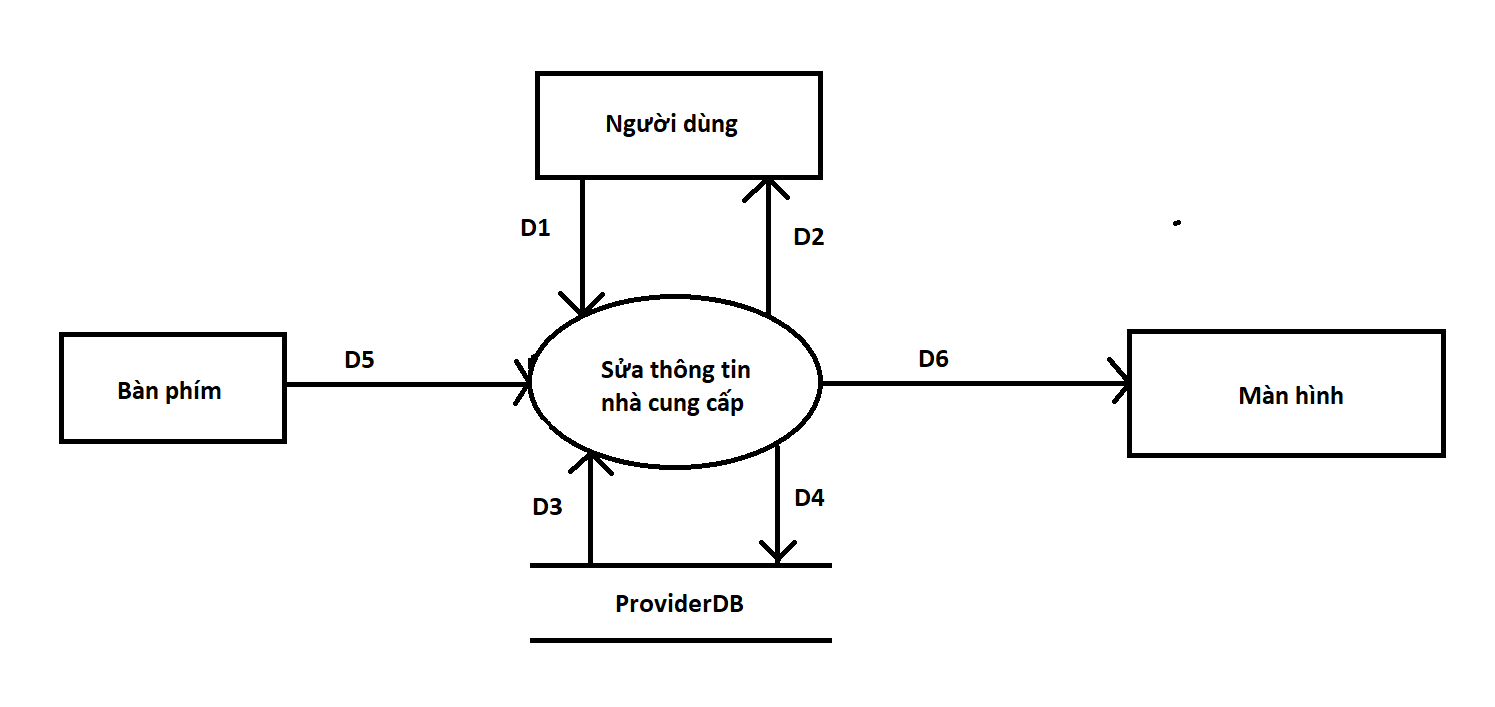 Người dùng
D1
D2
Bàn phím
D5
Sửa thông tin
nhà cung cấp
D6
Màn hình
D3
D4
ProviderDB